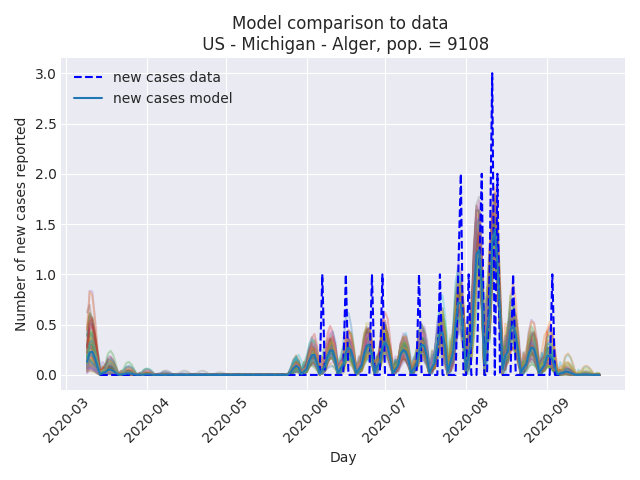 Model comparison to data
US - Michigan - Alger, pop. = 9108
new cases data
new cases model
Number of new cases reported
3.0
2.5
2.0
1.5
1.0
0.5
0.0
2020-03
2020-04
2020-05
2020-06
2020-07
2020-08
2020-09
Day